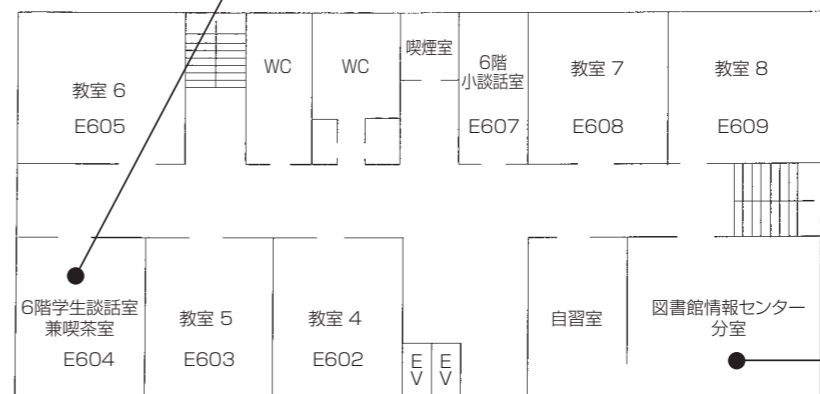 教室 6
E605
WC
WC
喫煙室
6階
小談話室
E607
教室 7
E608
教室 8
E609
6階学生談話室
兼喫茶室
E604
教室 5
E603
教室 4
E602
EV
EV
自習室
図書館情報センター
分室